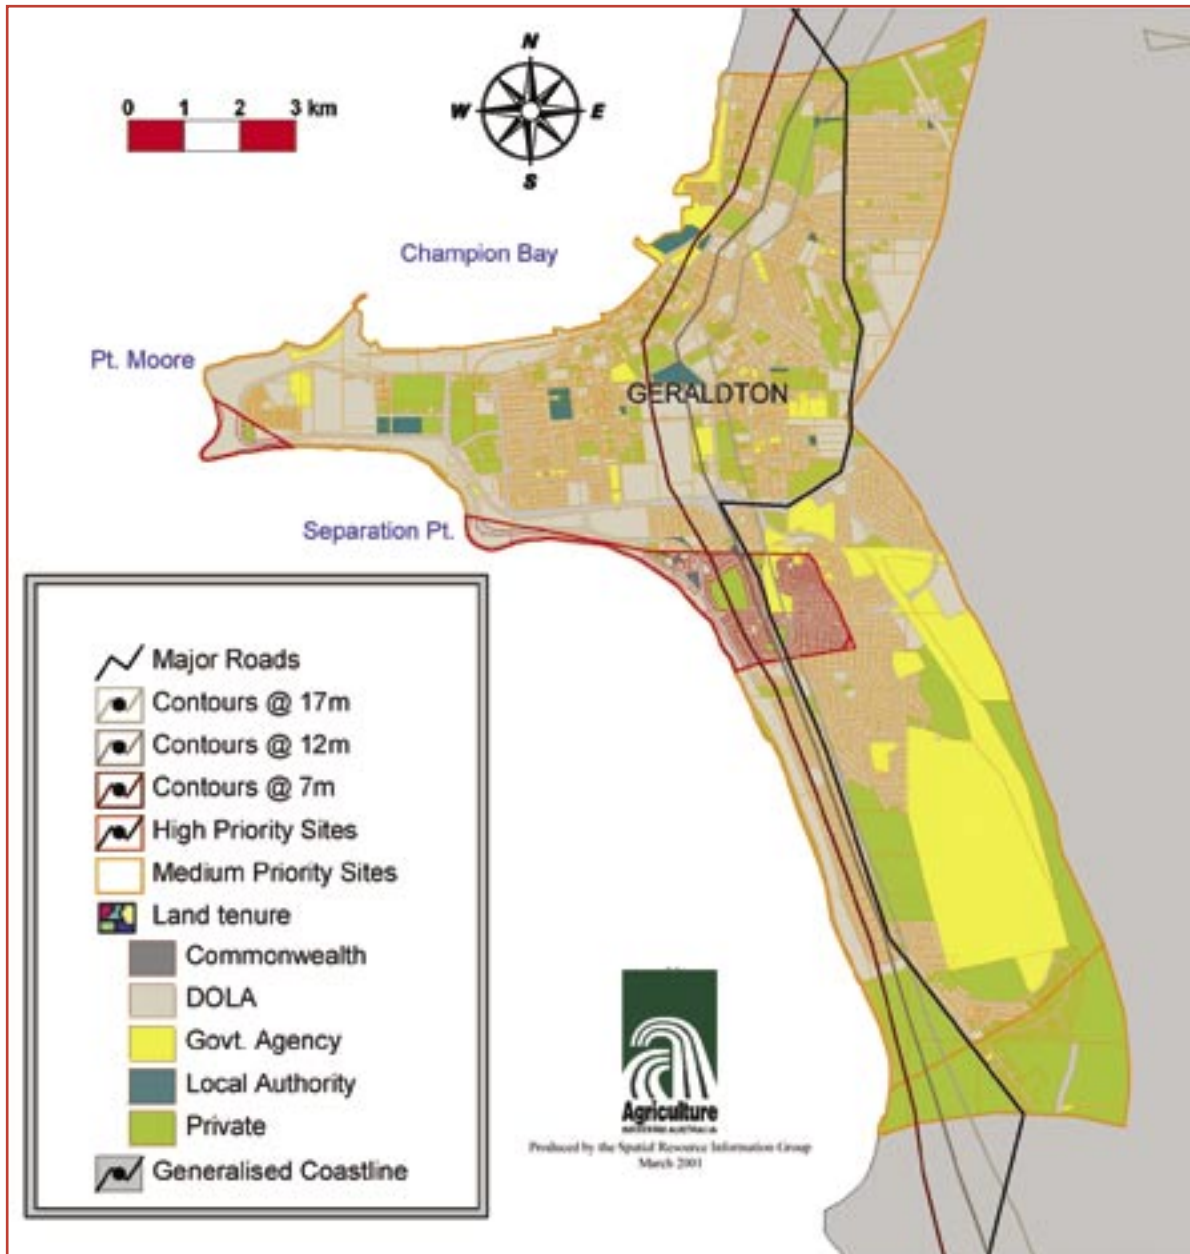 N
0 1 2 3 km
W E
S
Champion Bay
Pt. Moore
GERALDTON
Separation Pt.
Major Roads
Contours @ 17m
Contours @ 12m
Contours @ 7m
High Priority Sites
Medium Priority Sites
Land tenure
Commonwealth
DOLA
Govt. Agency
Local Authority
Private
Generalised Coastline
Agriculture
WESTERN AUSTRALIA
Produced by the Spatial Resource Information Group
March 2001